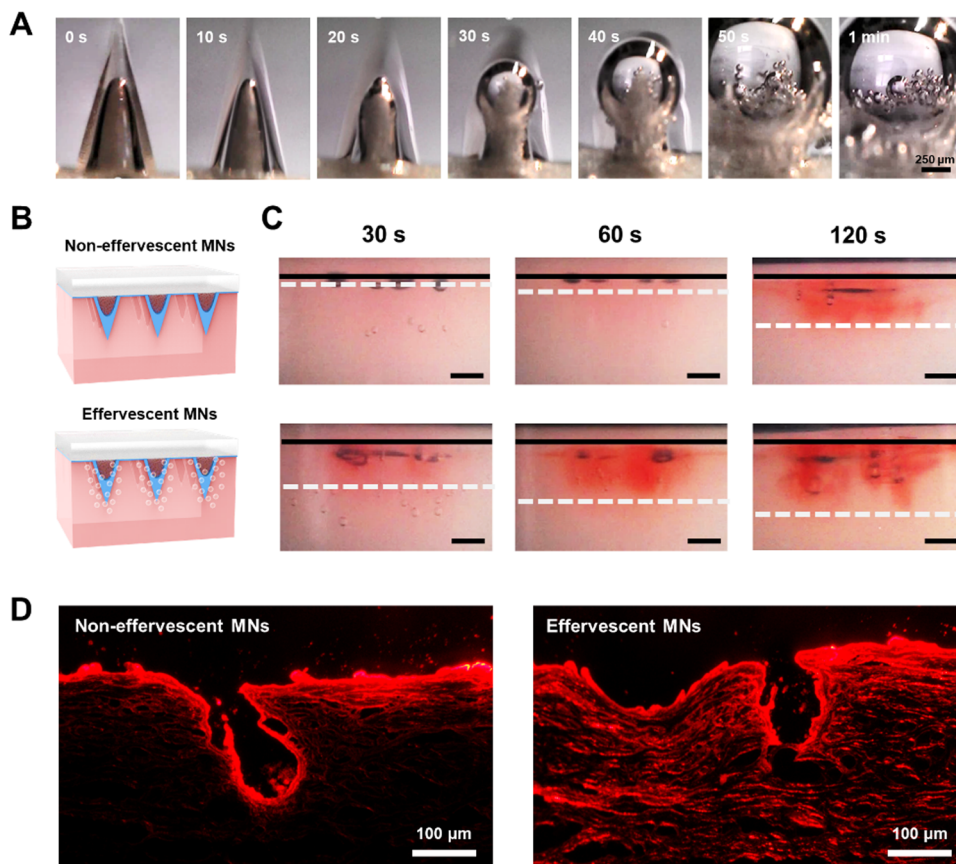 A
0 s
10 s
20 s
30 s
40 s
50 s
1 min
250 µm
B
Non-effervescent MNs
Effervescent MNs
C
30 s
60 s
120 s
D
Non-effervescent MNs
100 µm
Effervescent MNs
100 µm